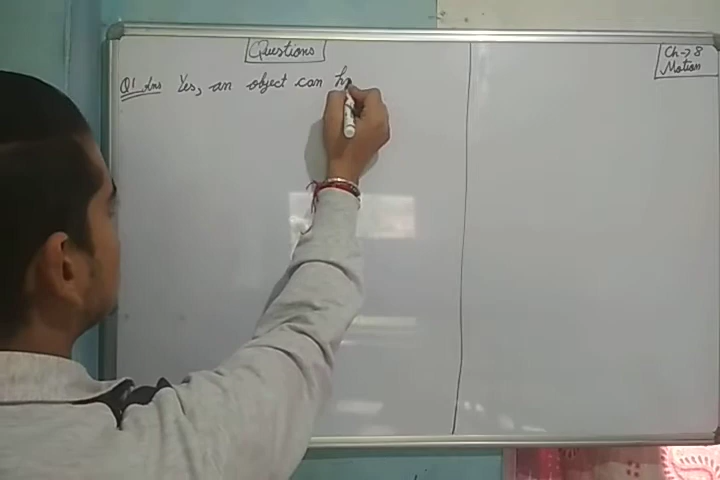 Questions
Ch→8
Motion
Q1 Ans Yes, an object can